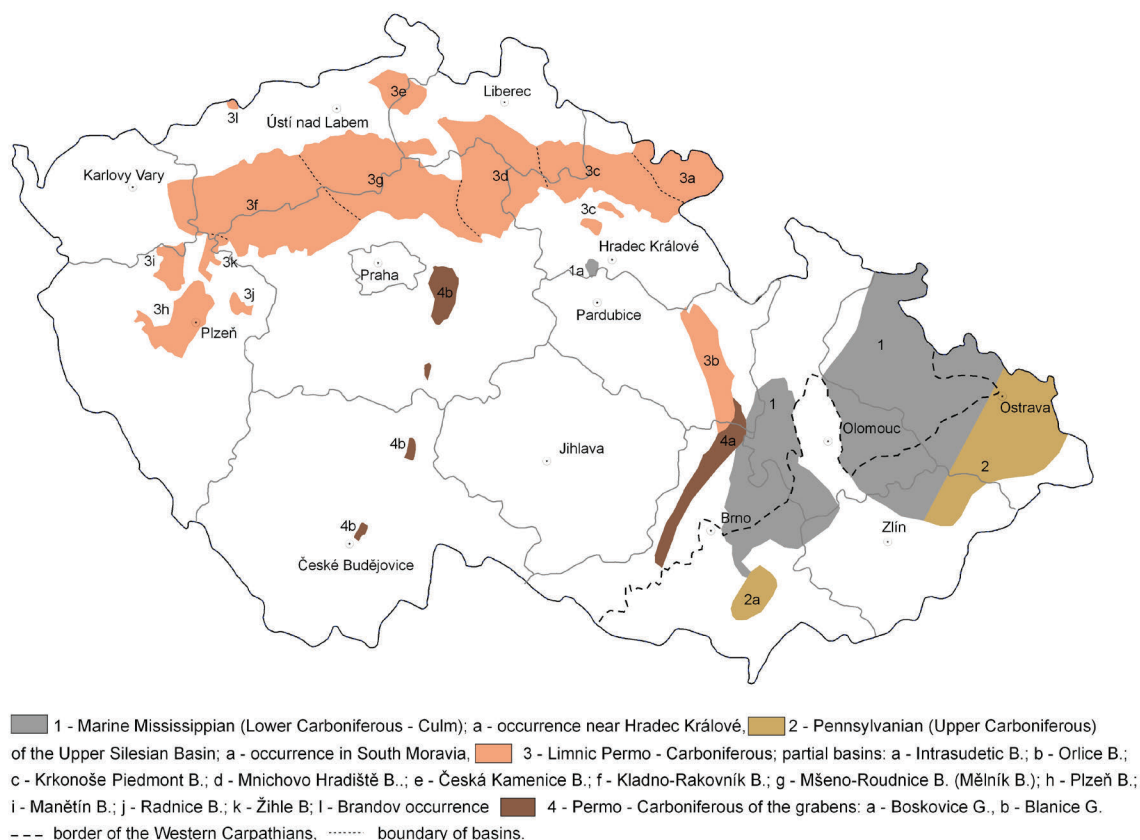 3e
Liberec
3l
Ústí nad Labem
Karlovy Vary
3g
3d
3c
3a
3f
3c
Hradec Králové
3i
3k
Praha
1a
4b
3h
3j
Pardubice
Plzeň
1
3b
Ostrava
1
4a
Olomouc
4b
Jihlava
2
Brno
Zlín
4b
České Budějovice
2a
1 - Marine Mississippian (Lower Carboniferous - Culm); a - occurrence near Hradec Králové, 2 - Pennsylvanian (Upper Carboniferous)
of the Upper Silesian Basin; a - occurrence in South Moravia, 3 - Limnic Permo - Carboniferous; partial basins: a - Intrasudetic B.; b - Orlice B.;
c - Krkonoše Piedmont B.; d - Mnichovo Hradiště B..; e - Česká Kamenice B.; f - Kladno-Rakovník B.; g - Mšeno-Roudnice B. (Mělník B.); h - Plzeň B.;
i - Manětín B.; j - Radnice B.; k - Žihle B; l - Brandov occurrence 4 - Permo - Carboniferous of the grabens: a - Boskovice G., b - Blanice G.
border of the Western Carpathians, boundary of basins.